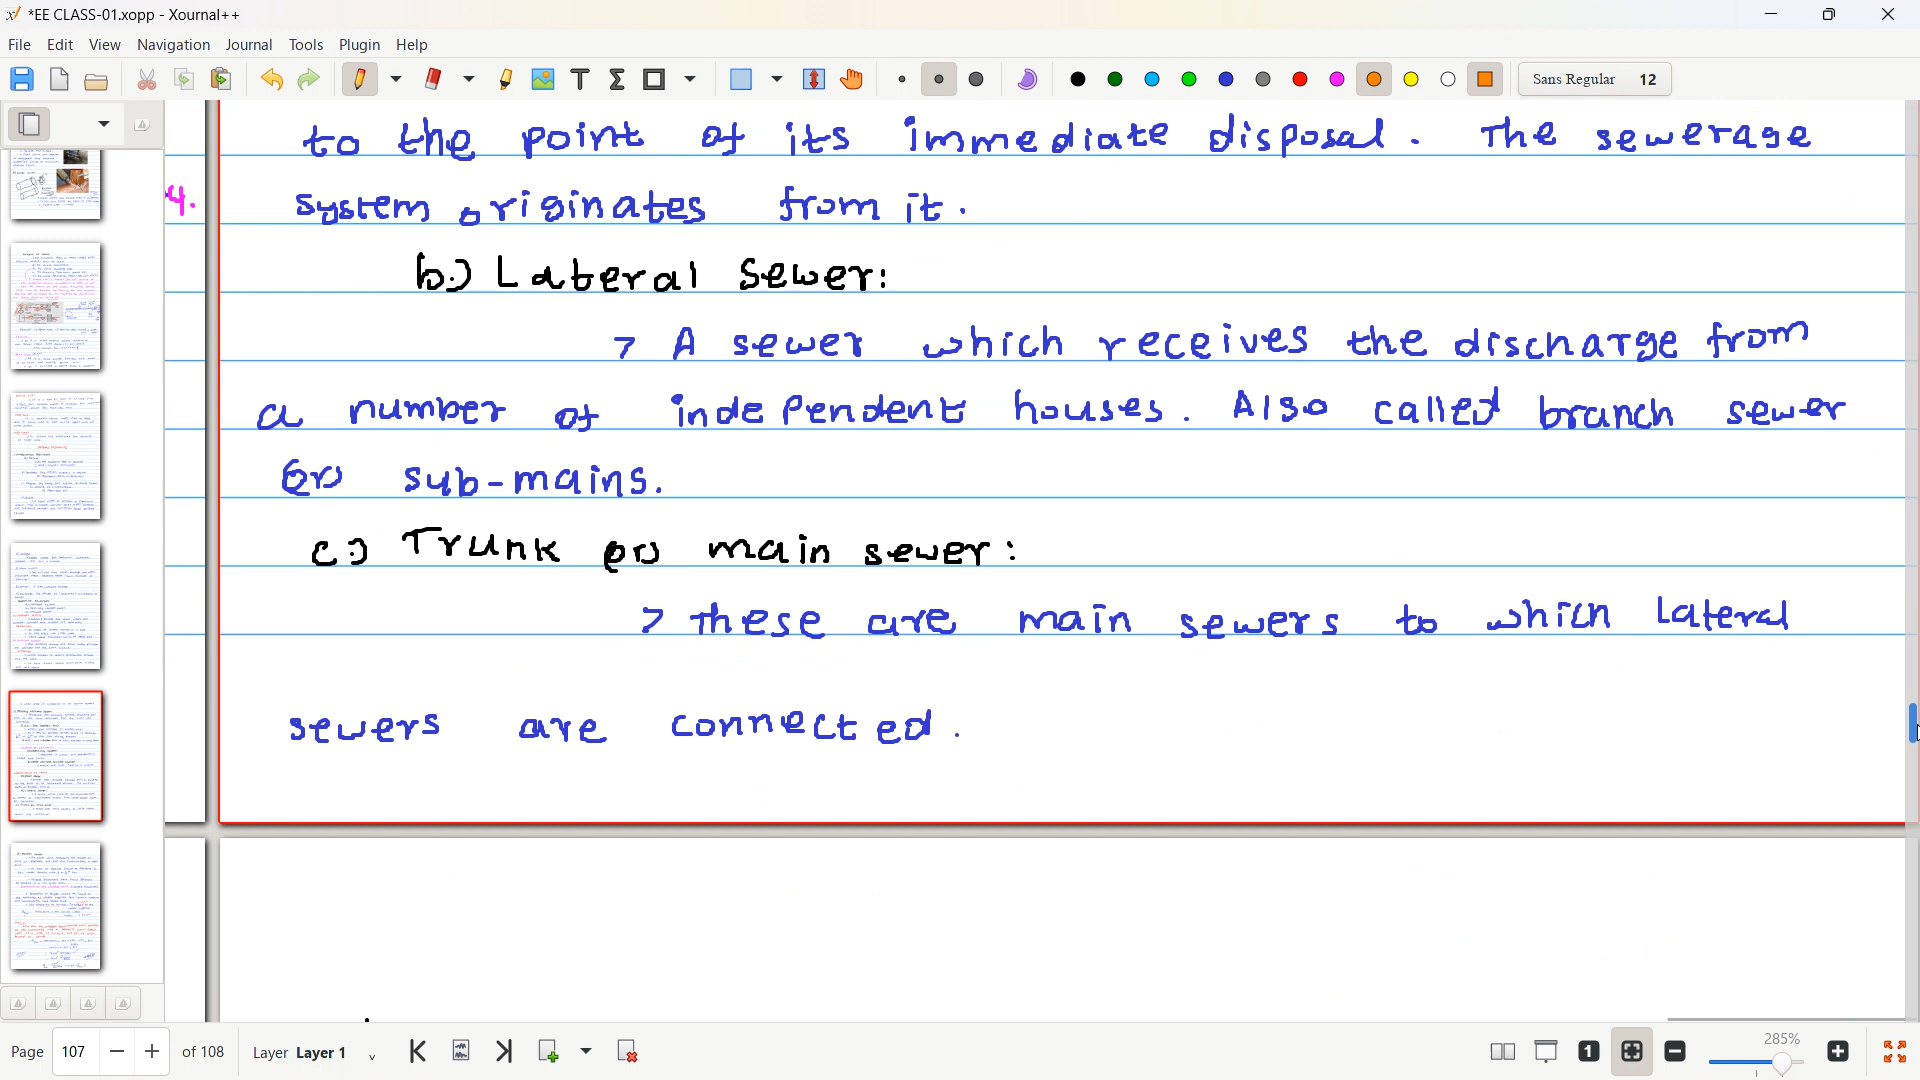 *EE CLASS-01.xopp - Xournal++
File Edit View Navigation Journal Tools Plugin Help
Sans Regular 12
to the point of its immediate disposal. The sewerage
4.
system originates from it.
b.) Lateral Sewer:
> A sewer which receives the discharge from
a number of independent houses. Also called branch sewer
(or) sub-mains.
c.) Trunk (or) main sewer:
> these are main sewers to which lateral
sewers are connected.
Page 107 of 108 Layer Layer 1 1 285%